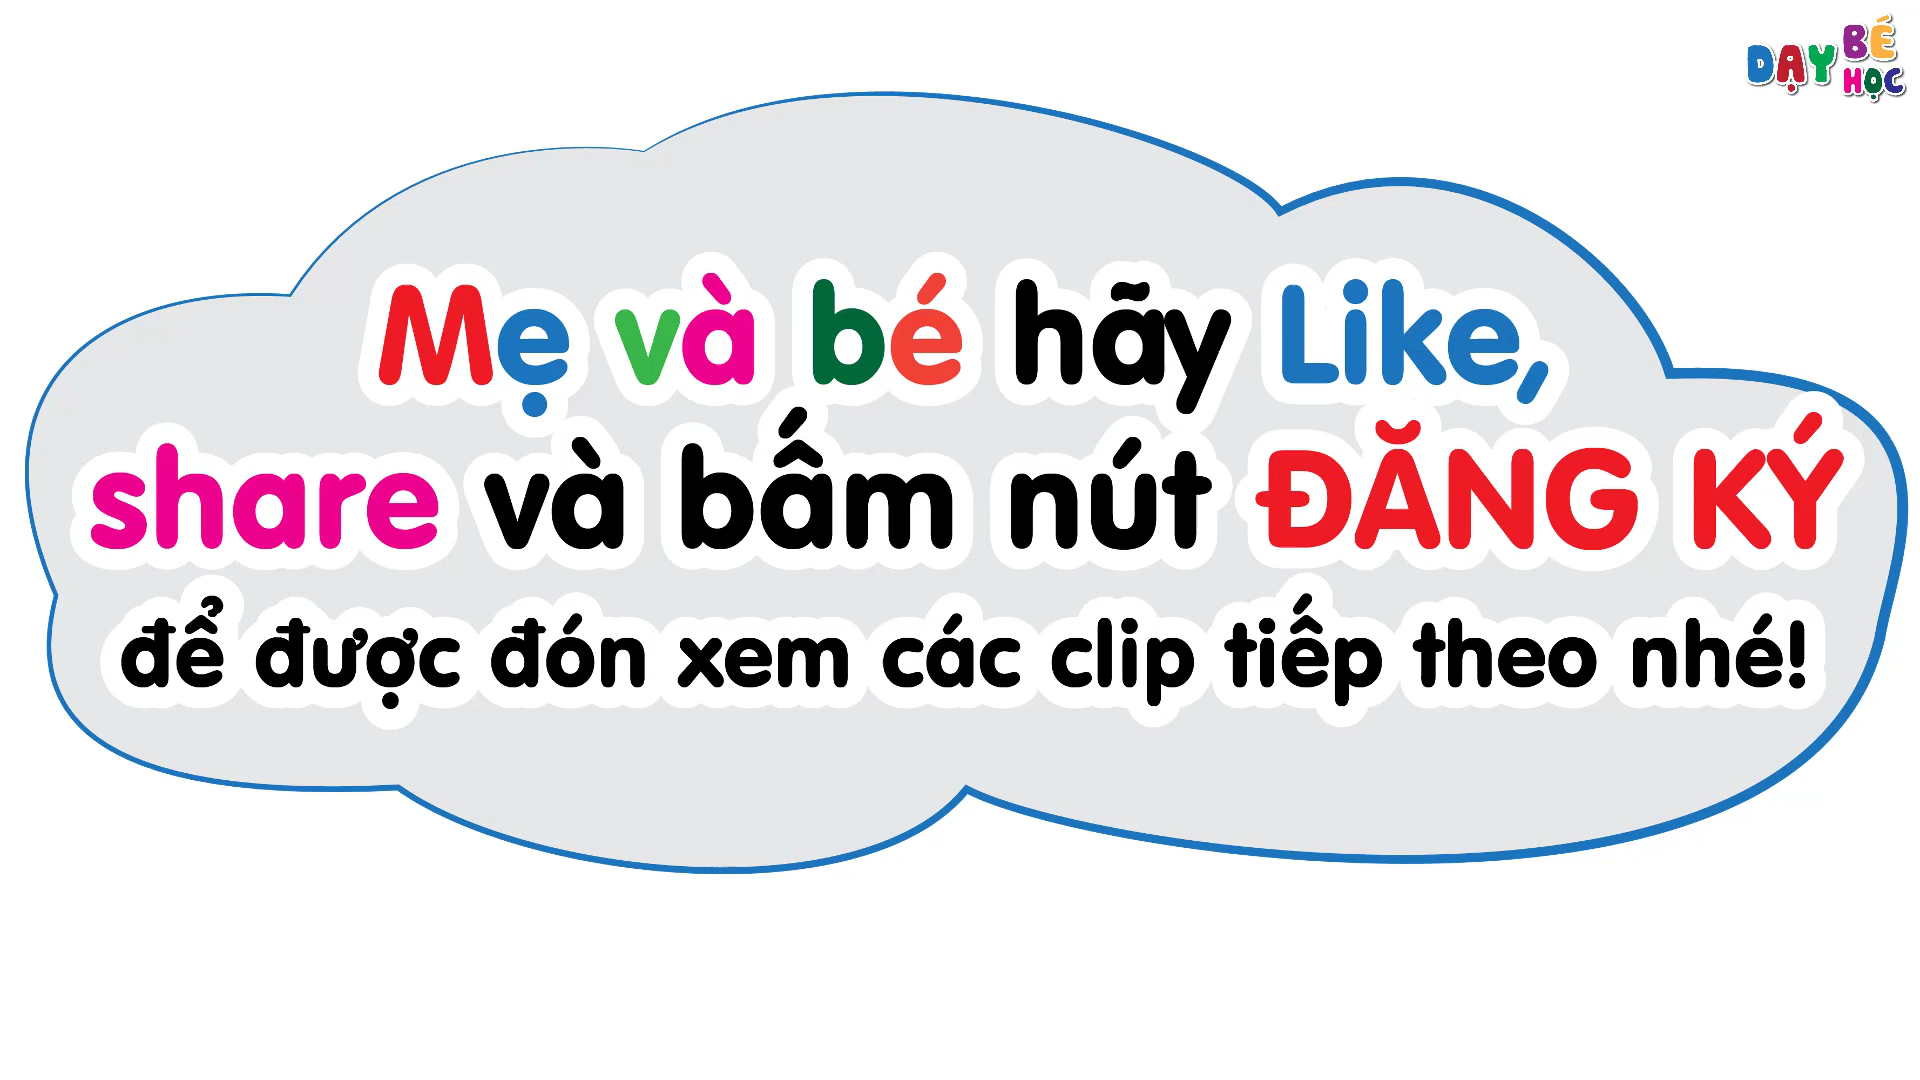 DẠY BÉ HỌC
Mẹ và bé hãy Like,
share và bấm nút ĐĂNG KÝ
để được đón xem các clip tiếp theo nhé!